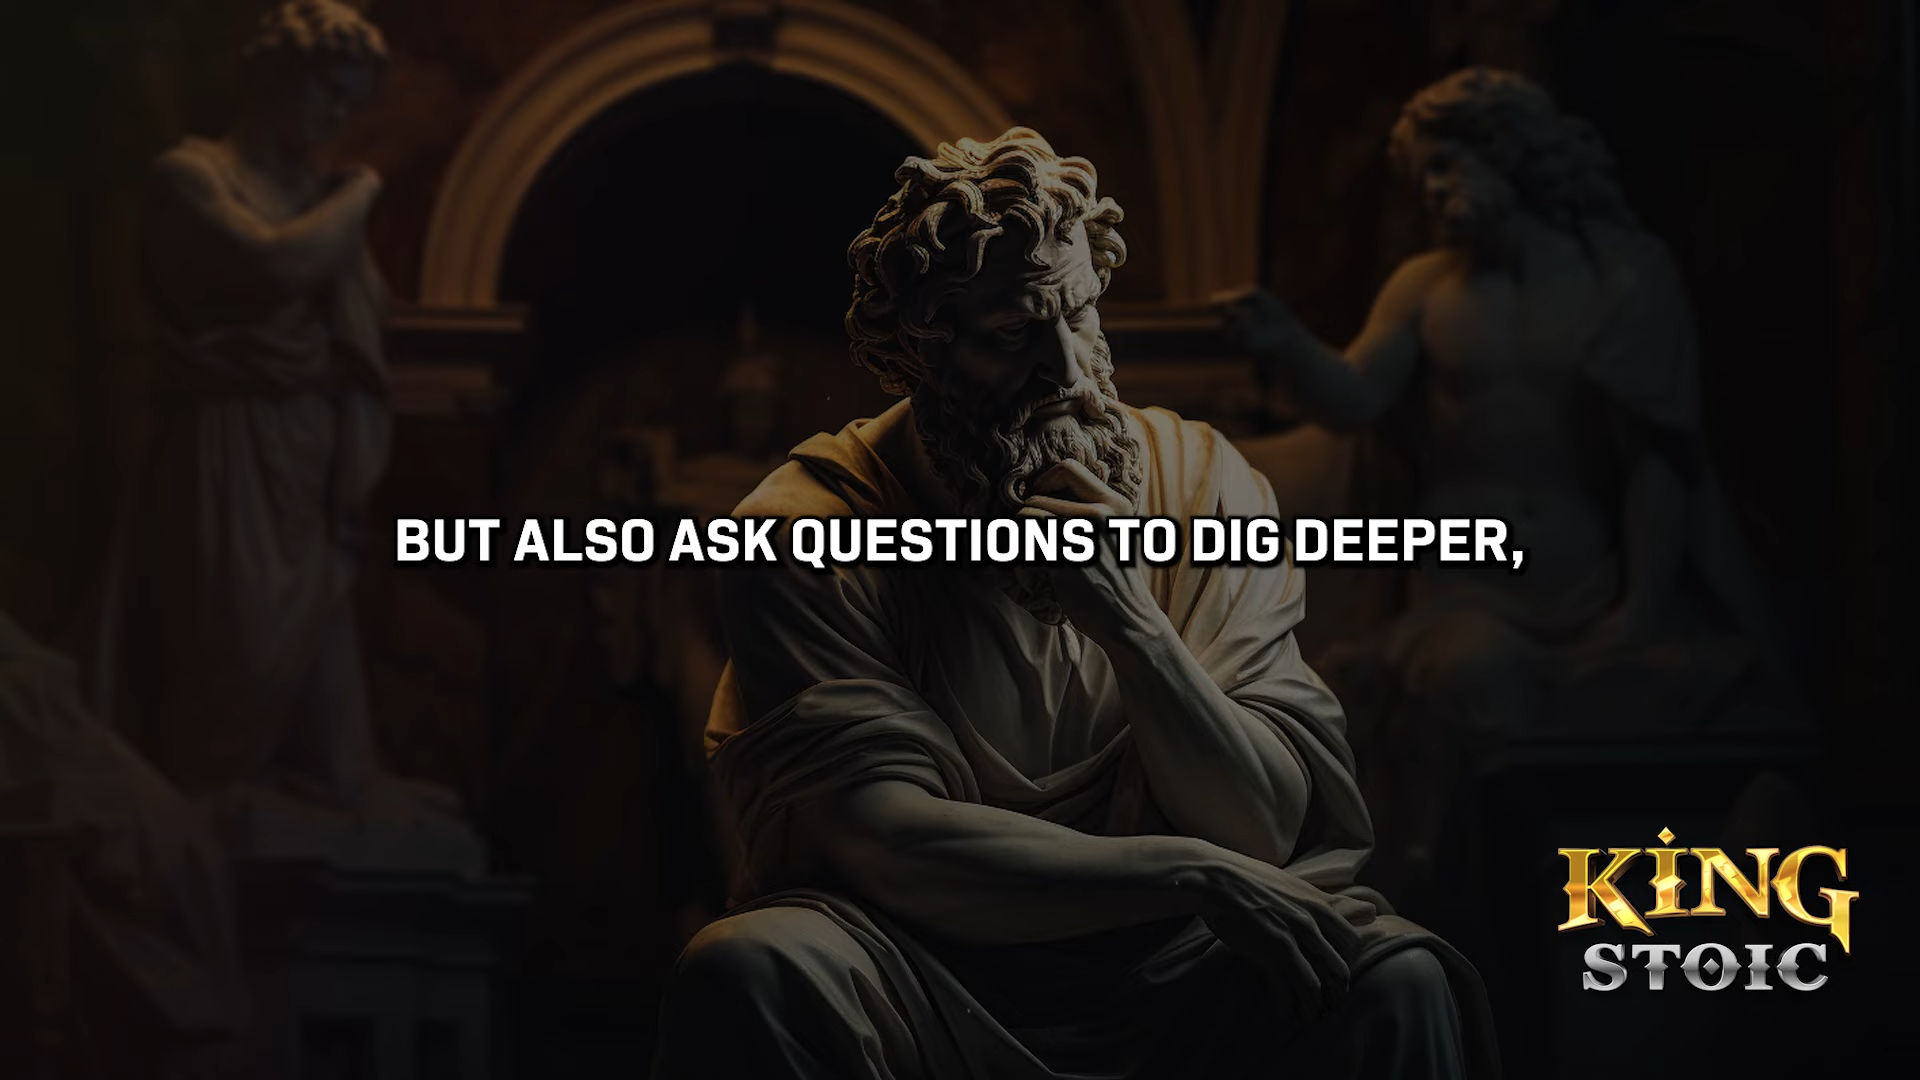 BUT ALSO ASK QUESTIONS TO DIG DEEPER,
KING
STOIC